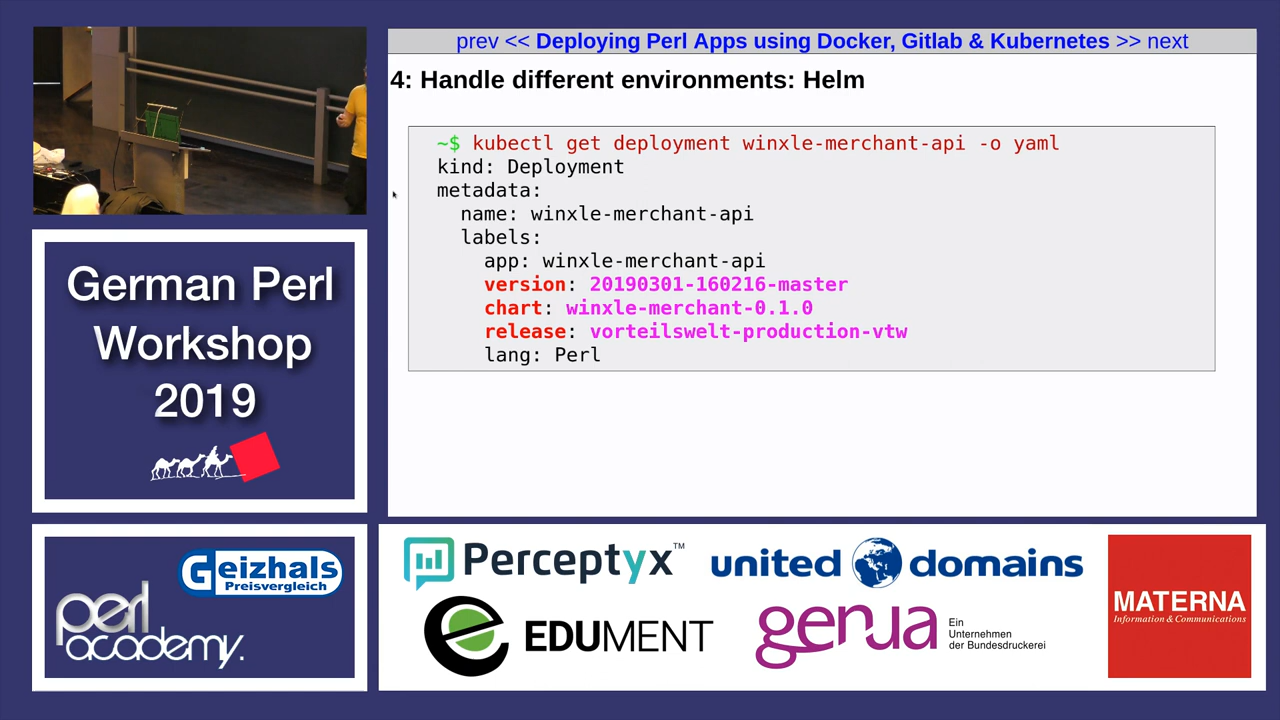 prev << Deploying Perl Apps using Docker, Gitlab & Kubernetes >> next
4: Handle different environments: Helm
~$ kubectl get deployment winxle-merchant-api -o yaml
kind: Deployment
metadata:
name: winxle-merchant-api
labels:
app: winxle-merchant-api
version: 20190301-160216-master
chart: winxle-merchant-0.1.0
release: vorteilswelt-production-vtw
lang: Perl
German Perl
Workshop
2019
Geizhals
Preisvergleich
perl
academy.
Perceptyx™
united domains
EDUMENT
genua
Ein
Unternehmen
der Bundesdruckerei
MATERNA
Information & Communications